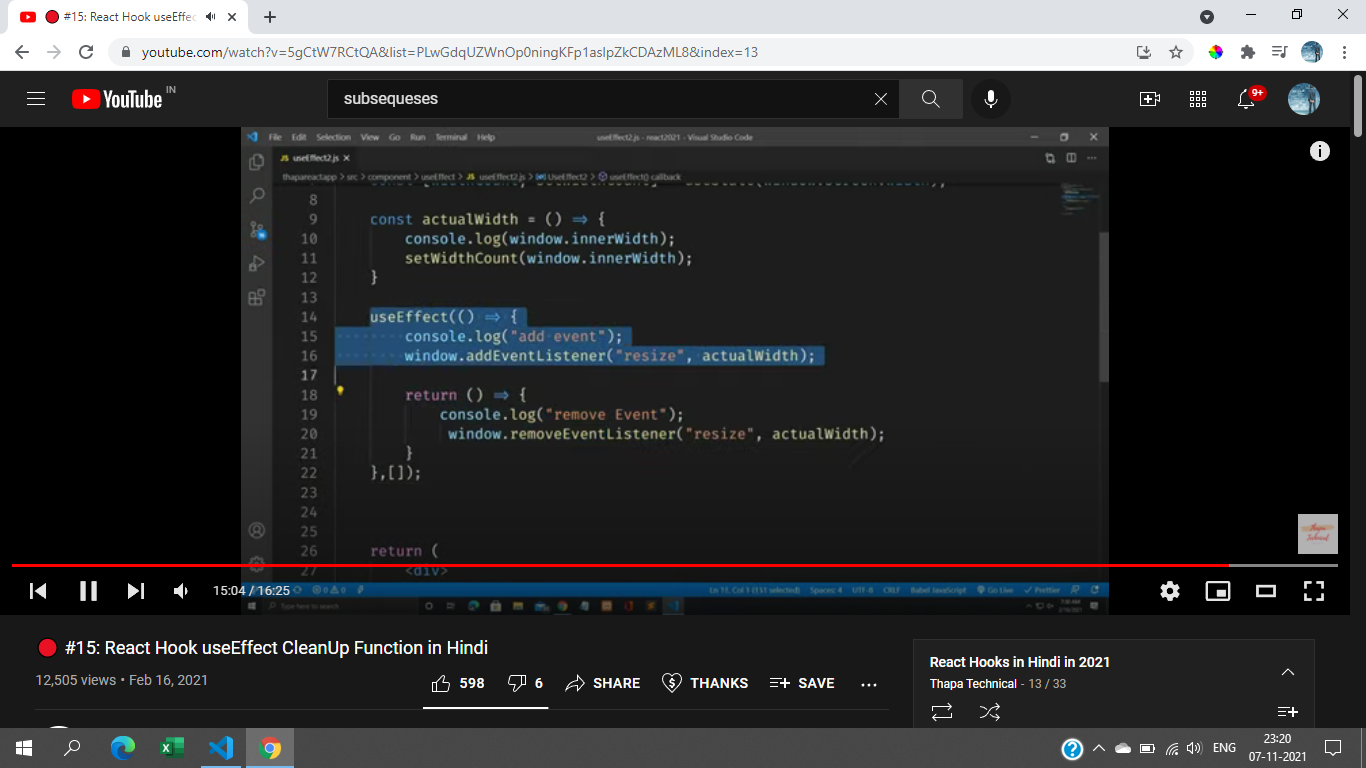 #15: React Hook useEffec
youtube.com/watch?v=5gCtW7RCtQA&list=PLwGdqUZWnOp0ningKFp1aslpZkCDAzML8&index=13
YouTube IN
subsequeses
9+
File Edit Selection View Go Run Terminal Help
useEffect2.js - react2021 - Visual Studio Code
JS useEffect2.js
thapareactapp > src > component > useEffect > JS useEffect2.js > UseEffect2 > useEffect() callback
8
9 const actualWidth = () => {
10 console.log(window.innerWidth);
11 setWidthCount(window.innerWidth);
12 }
13
14 useEffect(() => {
15 console.log("add event");
16 window.addEventListener("resize", actualWidth);
17
18 return () => {
19 console.log("remove Event");
20 window.removeEventListener("resize", actualWidth);
21 }
22 },[]);
23
24
25
26 return (
27 <div>
Thapa
Technical
Ln 17, Col 1 (151 selected) Spaces: 4 UTF-8 CRLF Babel JavaScript Go Live Prettier
Type here to search
15:04 / 16:25
#15: React Hook useEffect CleanUp Function in Hindi
12,505 views • Feb 16, 2021
598 6 SHARE THANKS SAVE
React Hooks in Hindi in 2021
Thapa Technical - 13 / 33
ENG
23:20
07-11-2021